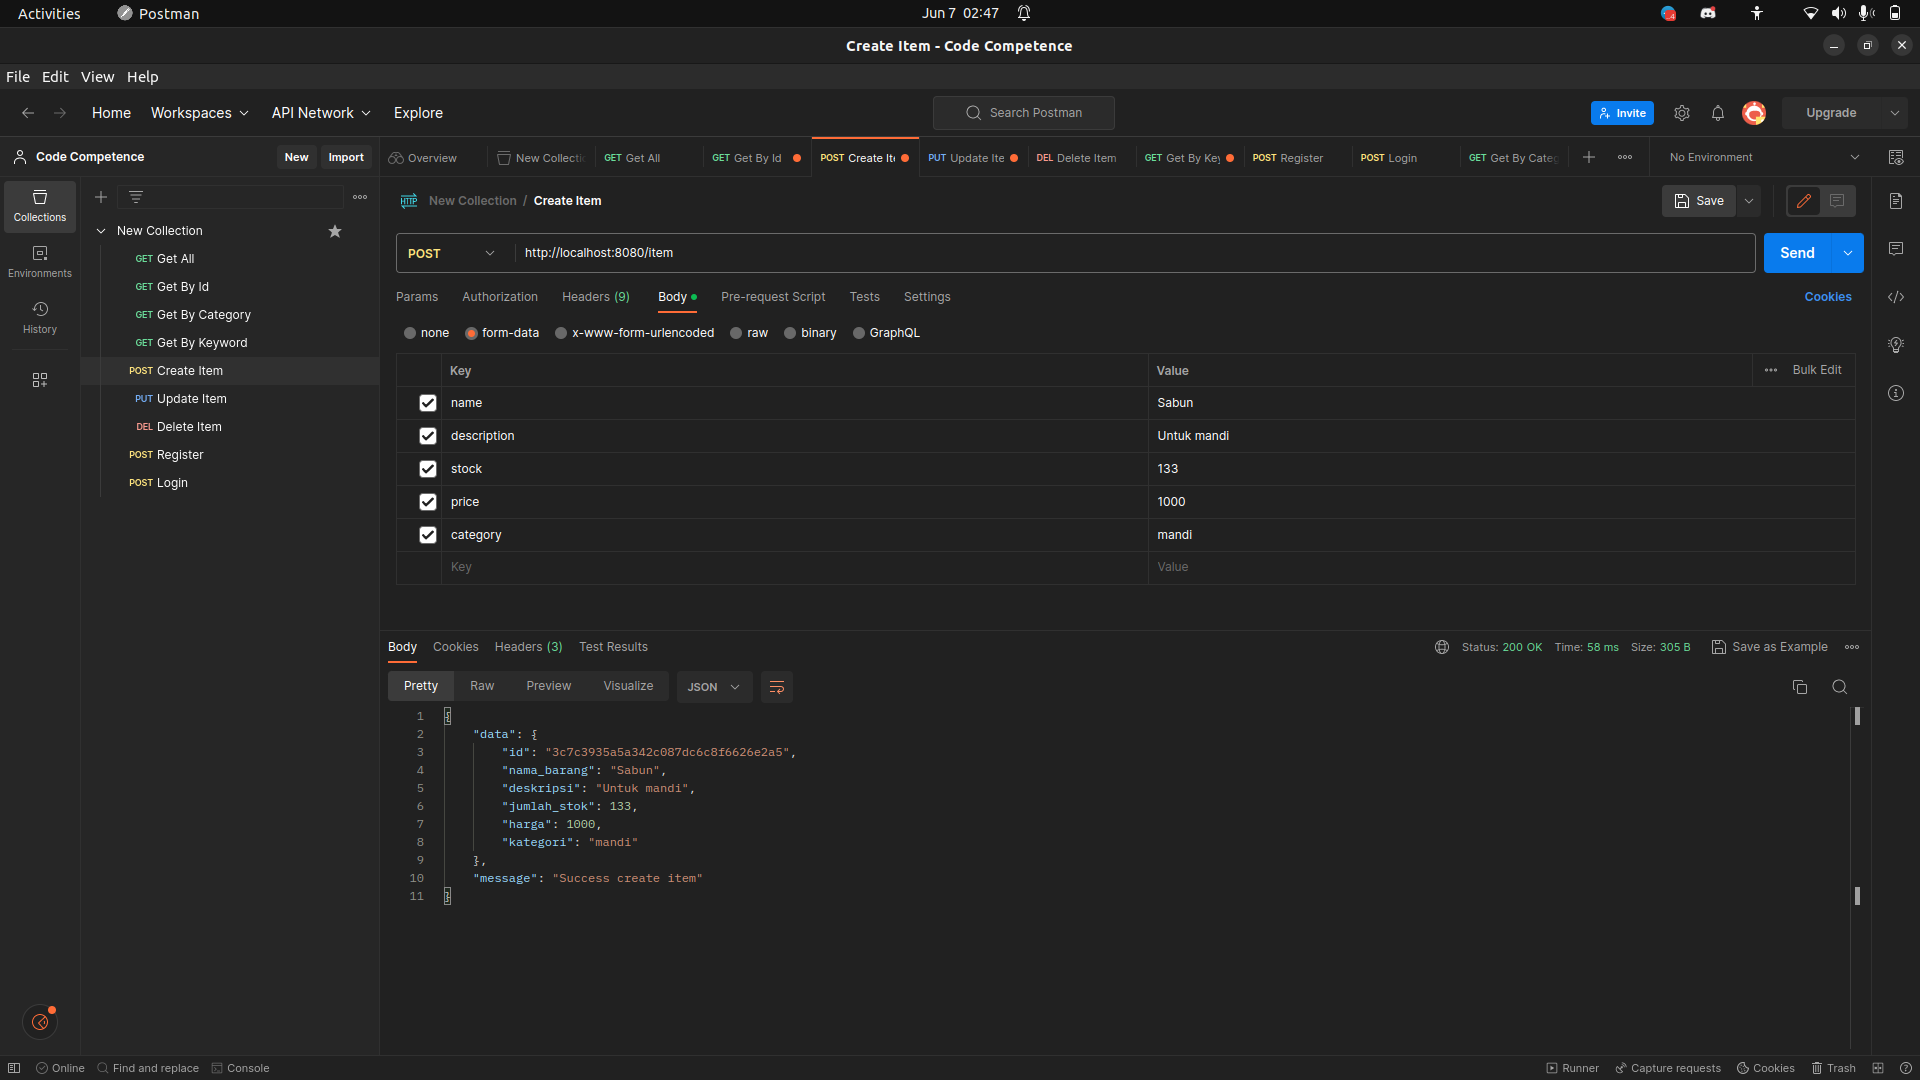 Activities Postman Jun 7 02:47
Create Item - Code Competence
File Edit View Help
Home Workspaces API Network Explore Search Postman Invite Upgrade
Code Competence New Import
Overview New Collectio GET Get All GET Get By Id POST Create Ite PUT Update Ite DEL Delete Item GET Get By Key POST Register POST Login GET Get By Categ No Environment
Collections
Environments
History
New Collection
GET Get All
GET Get By Id
GET Get By Category
GET Get By Keyword
POST Create Item
PUT Update Item
DEL Delete Item
POST Register
POST Login
HTTP New Collection / Create Item Save
POST http://localhost:8080/item Send
Params Authorization Headers (9) Body Pre-request Script Tests Settings Cookies
none form-data x-www-form-urlencoded raw binary GraphQL
Key Value Bulk Edit
name Sabun
description Untuk mandi
stock 133
price 1000
category mandi
Key Value
Body Cookies Headers (3) Test Results Status: 200 OK Time: 58 ms Size: 305 B Save as Example
Pretty Raw Preview Visualize JSON
1 {
2 "data": {
3 "id": "3c7c3935a5a342c087dc6c8f6626e2a5",
4 "nama_barang": "Sabun",
5 "deskripsi": "Untuk mandi",
6 "jumlah_stok": 133,
7 "harga": 1000,
8 "kategori": "mandi"
9 },
10 "message": "Success create item"
11 }
Online Find and replace Console Runner Capture requests Cookies Trash